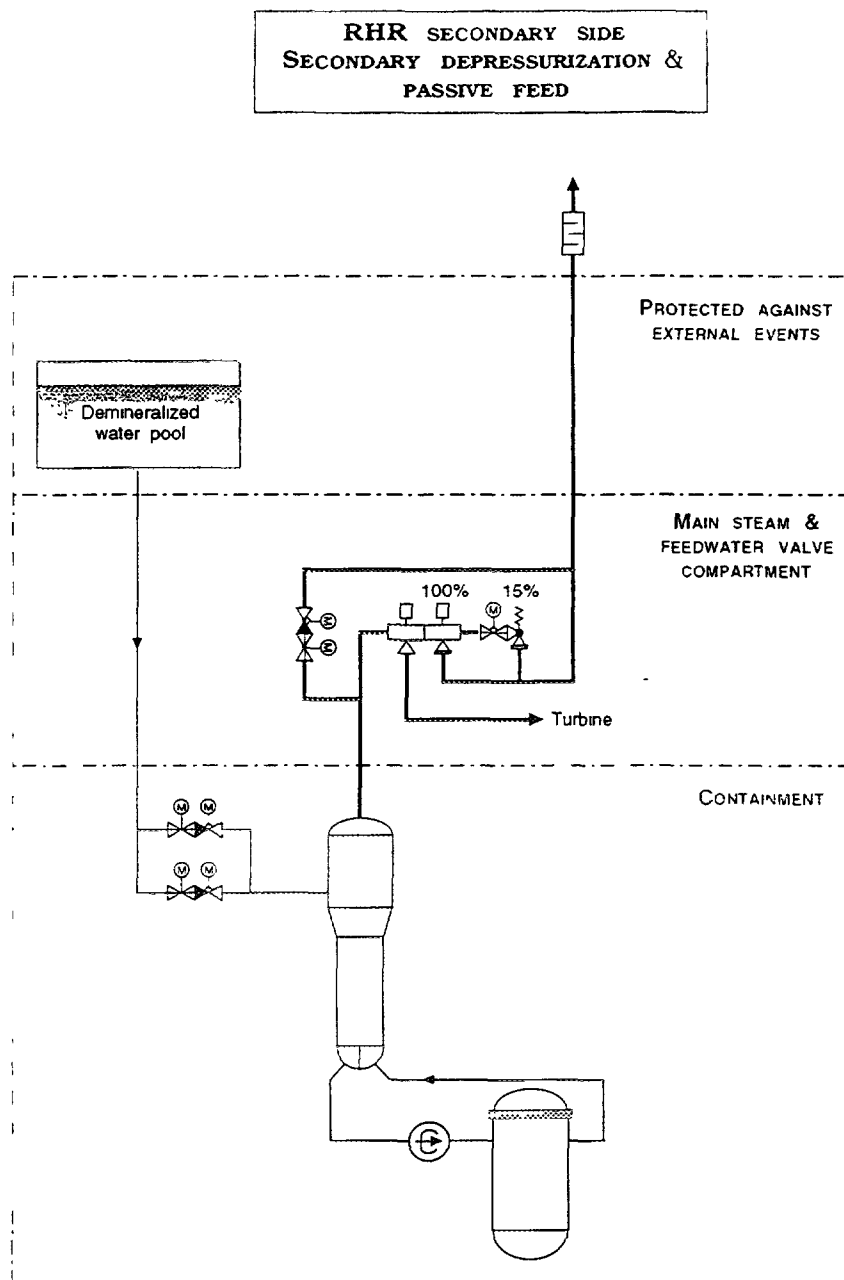 RHR SECONDARY SIDE
SECONDARY DEPRESSURIZATION &
PASSIVE FEED
PROTECTED AGAINST
EXTERNAL EVENTS
Demineralized
water pool
MAIN STEAM &
FEEDWATER VALVE
COMPARTMENT
100% 15%
M
M
M
Turbine
CONTAINMENT
M M
M M